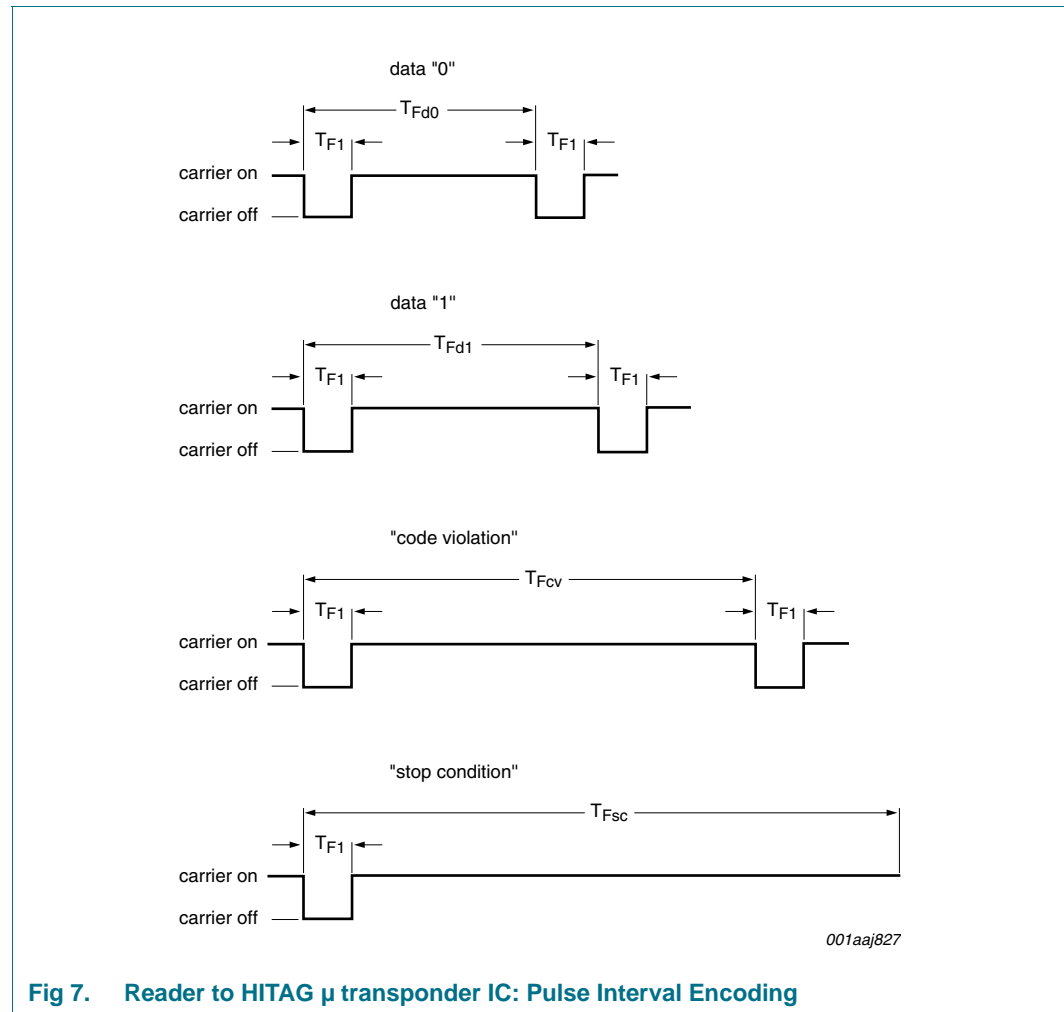 data "0"
TFd0
TF1 TF1
carrier on
carrier off
data "1"
TFd1
TF1 TF1
carrier on
carrier off
"code violation"
TFcv
TF1 TF1
carrier on
carrier off
"stop condition"
TFsc
TF1
carrier on
carrier off
001aaj827
Fig 7. Reader to HITAG µ transponder IC: Pulse Interval Encoding